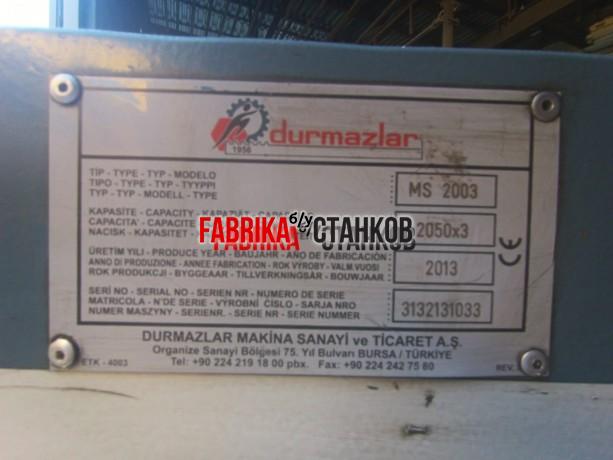 durmazlar
1956
TİP - TYPE - TYP - MODELO
TIPO - TYPE - TYP - TYYPPI
TYP - TYP - MODELL - TYPE
MS 2003
KAPASİTE - CAPACITY - KAPAZIAT -
CAPACITA' - CAPACITE
NACISK - KAPASITET -
2050x3
FABRIKA б/у СТАНКОВ
ÜRETİM YILI - PRODUCE YEAR - BAUJAHR - ANO DE FABRICACIÓN
ANNO DI PRODUZIONE - ANNEE FABRICATION - ROK VYROBY - VALM.VUOSI
ROK PRODUKCJI - BYGGEAAR - TILLVERKNINGSÅR - BOUWJAAR
2013
CE
SERİ NO - SERIAL NO - SERIEN NR - NUMERO DE SERIE
MATRICOLA - N'DE SERIE - VÝROBNÍ ČISLO - SARJA NRO
NUMER MASZYNY - SERIENR. - SERIE NR - SERIE NUMMER
3132131033
DURMAZLAR MAKİNA SANAYİ ve TİCARET A.Ş.
Organize Sanayi Bölgesi 75. Yıl Bulvarı BURSA / TÜRKİYE
ETK - 4003
Tel: +90 224 219 18 00 pbx. Fax: +90 224 242 75 80
REV.